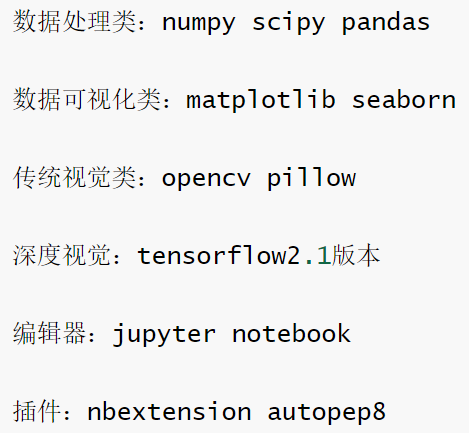 数据处理类：numpy scipy pandas
数据可视化类：matplotlib seaborn
传统视觉类：opencv pillow
深度视觉：tensorflow2.1版本
编辑器：jupyter notebook
插件：nbextension autopep8